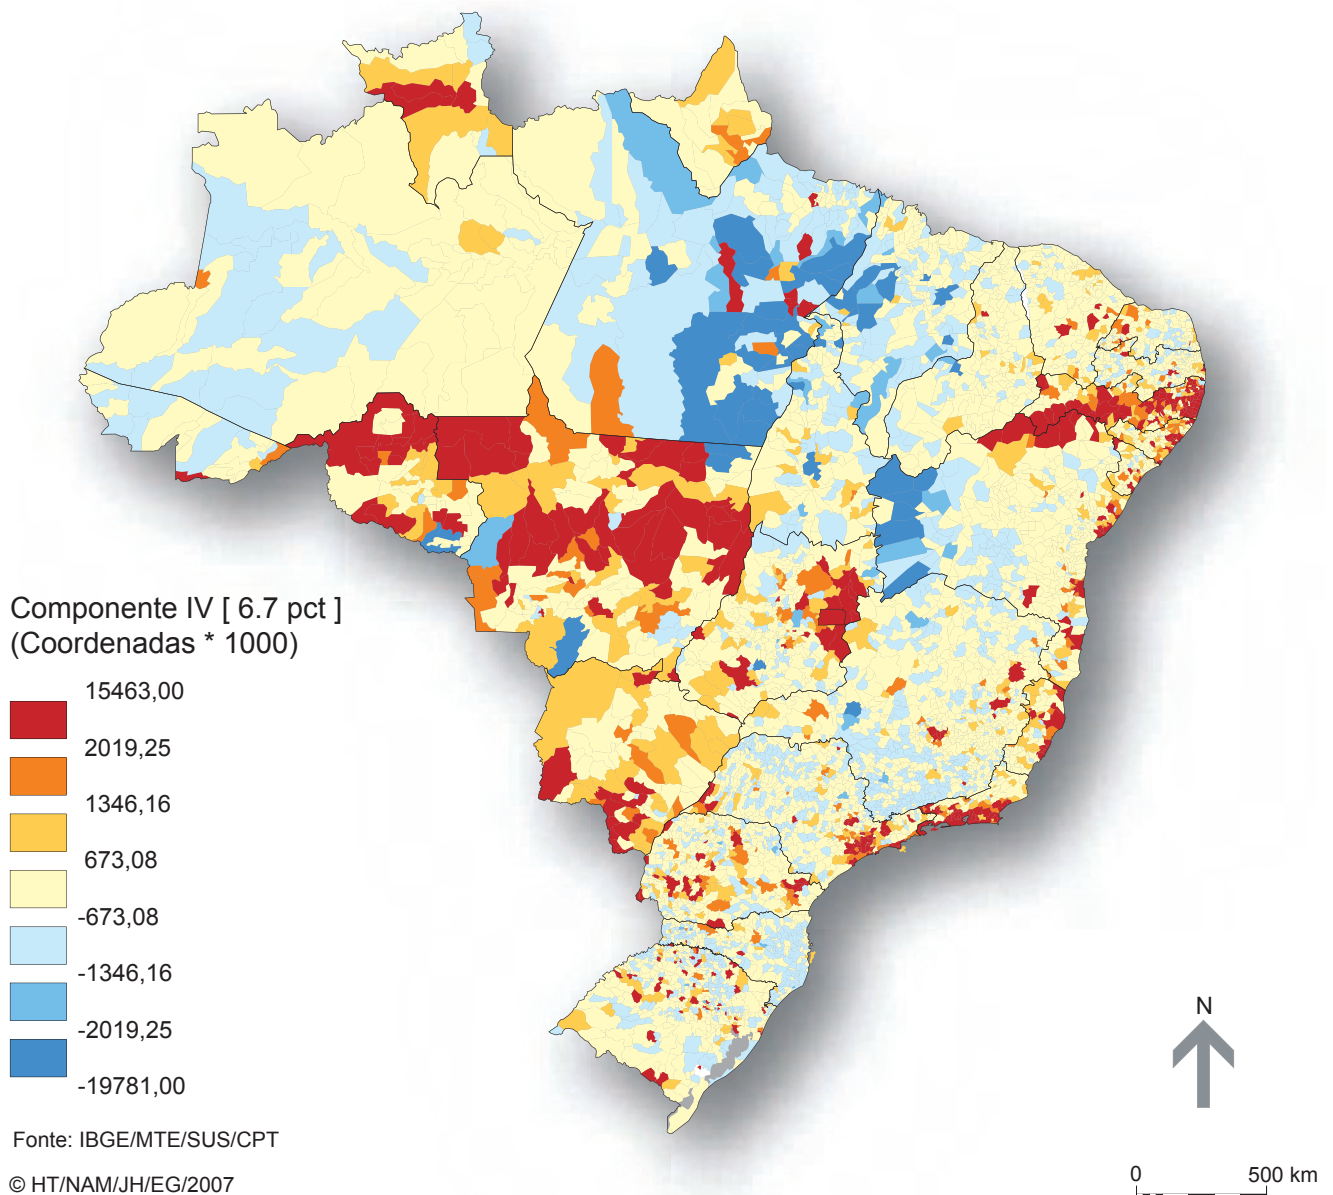 Componente IV [ 6.7 pct ]
(Coordenadas * 1000)
15463,00
2019,25
1346,16
673,08
-673,08
-1346,16
-2019,25
-19781,00
Fonte: IBGE/MTE/SUS/CPT
© HT/NAM/JH/EG/2007
N
0 500 km